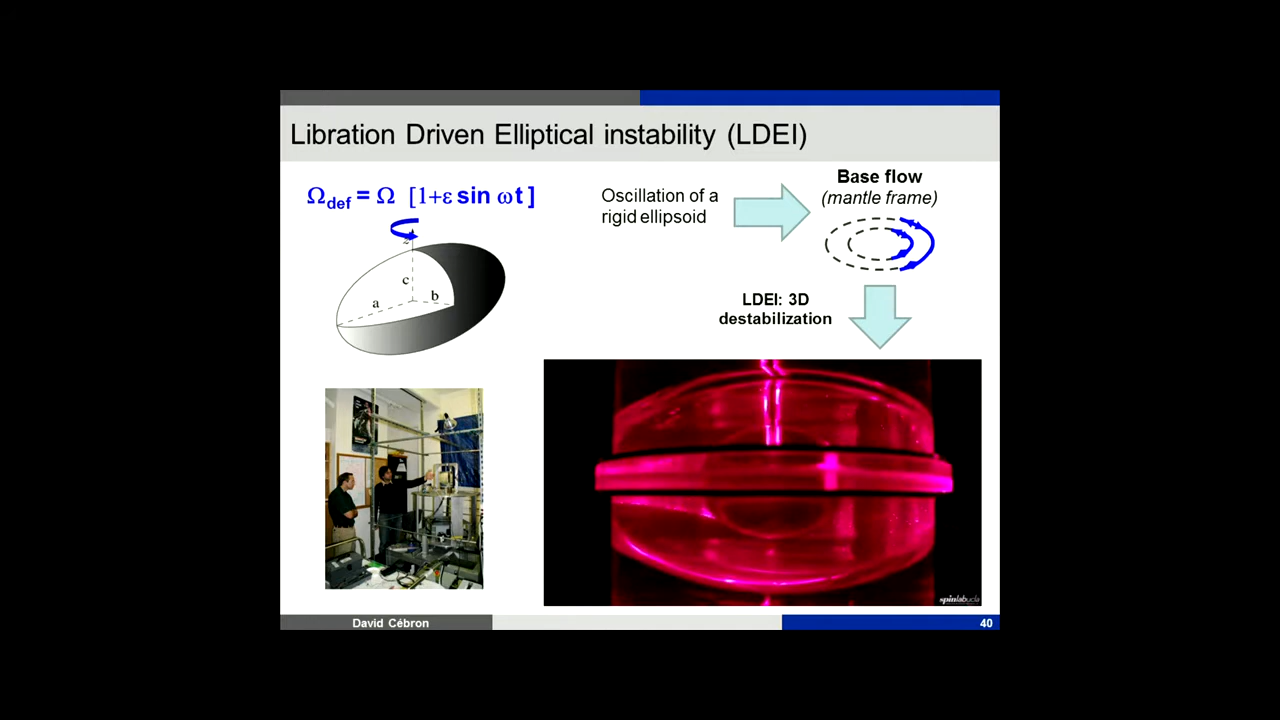 Libration Driven Elliptical instability (LDEI)
Ω_def = Ω [1+ε sin ωt ]
Oscillation of a
rigid ellipsoid
Base flow
(mantle frame)
z
c
a
b
LDEI: 3D
destabilization
spinlabucla
David Cébron
40